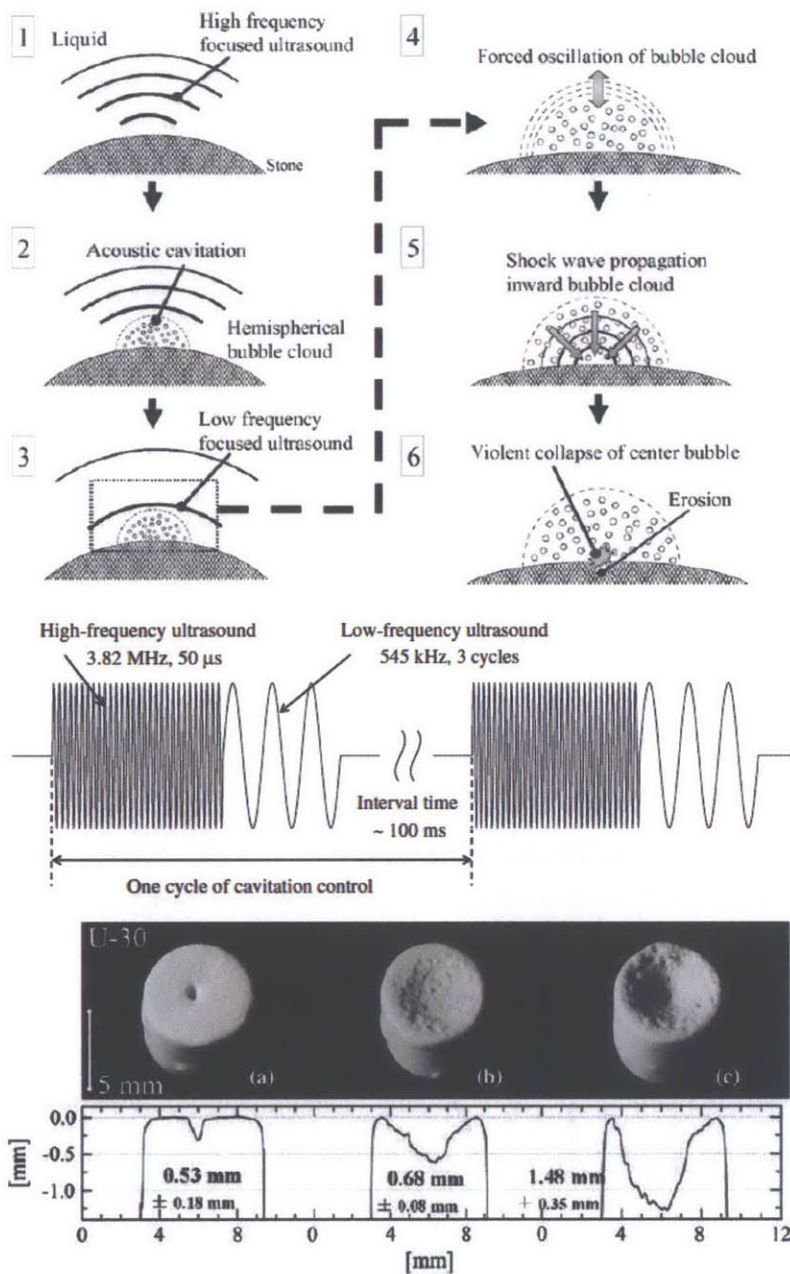 1
Liquid
High frequency
focused ultrasound
Stone
2
Acoustic cavitation
Hemispherical
bubble cloud
3
Low frequency
focused ultrasound
4
Forced oscillation of bubble cloud
5
Shock wave propagation
inward bubble cloud
6
Violent collapse of center bubble
Erosion
High-frequency ultrasound
3.82 MHz, 50 μs
Low-frequency ultrasound
545 kHz, 3 cycles
Interval time
~ 100 ms
One cycle of cavitation control
U-30
5 mm
(a)
(b)
(c)
[mm]
0.0
-0.5
-1.0
0.53 mm
± 0.18 mm
0.68 mm
± 0.08 mm
1.48 mm
+ 0.35 mm
0 4 8 0 4 8 0 4 8 12
[mm]